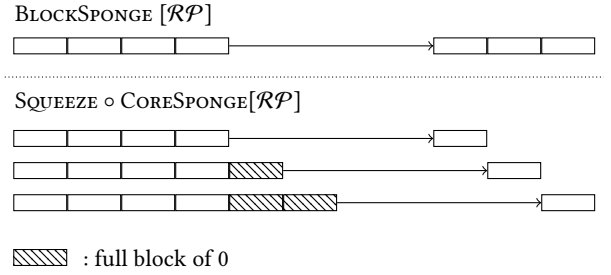 BLOCKSPONGE [𝓡𝓟]
SQUEEZE ∘ CORESPONGE[𝓡𝓟]
: full block of 0